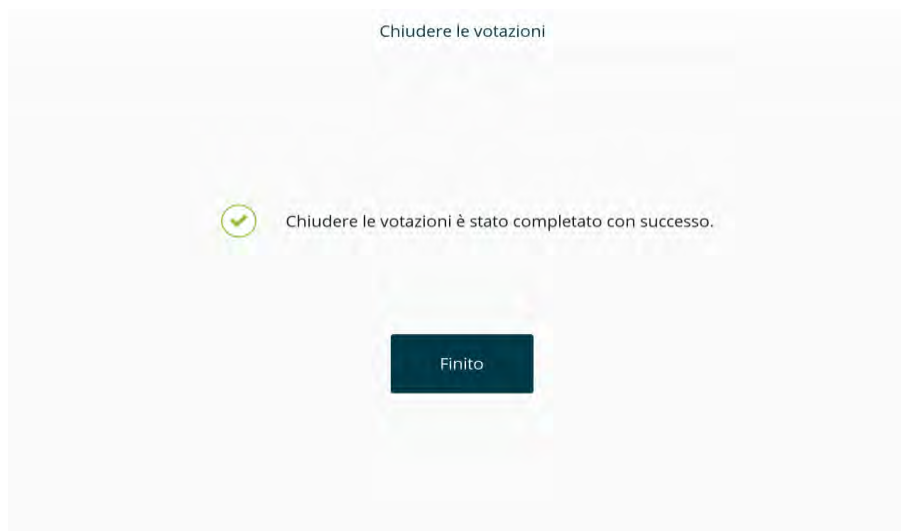 Chiudere le votazioni
Chiudere le votazioni è stato completato con successo.
Finito